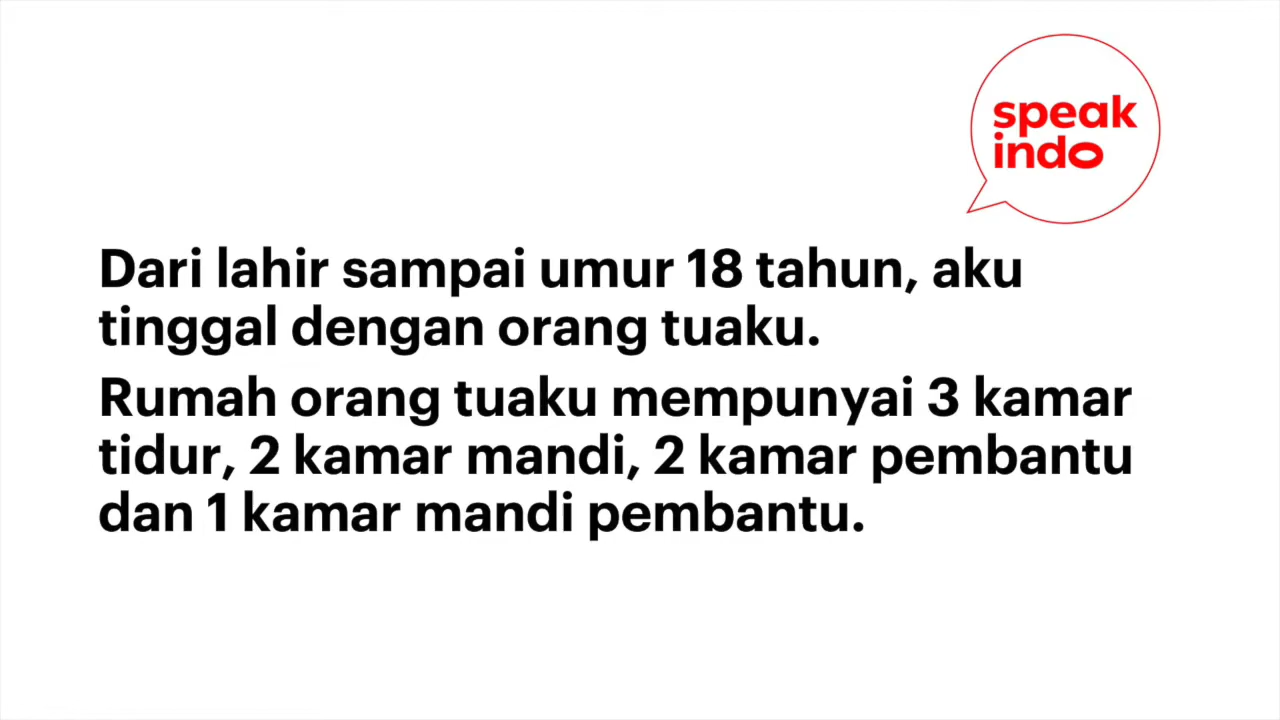 speak
indo
Dari lahir sampai umur 18 tahun, aku
tinggal dengan orang tuaku.
Rumah orang tuaku mempunyai 3 kamar
tidur, 2 kamar mandi, 2 kamar pembantu
dan 1 kamar mandi pembantu.